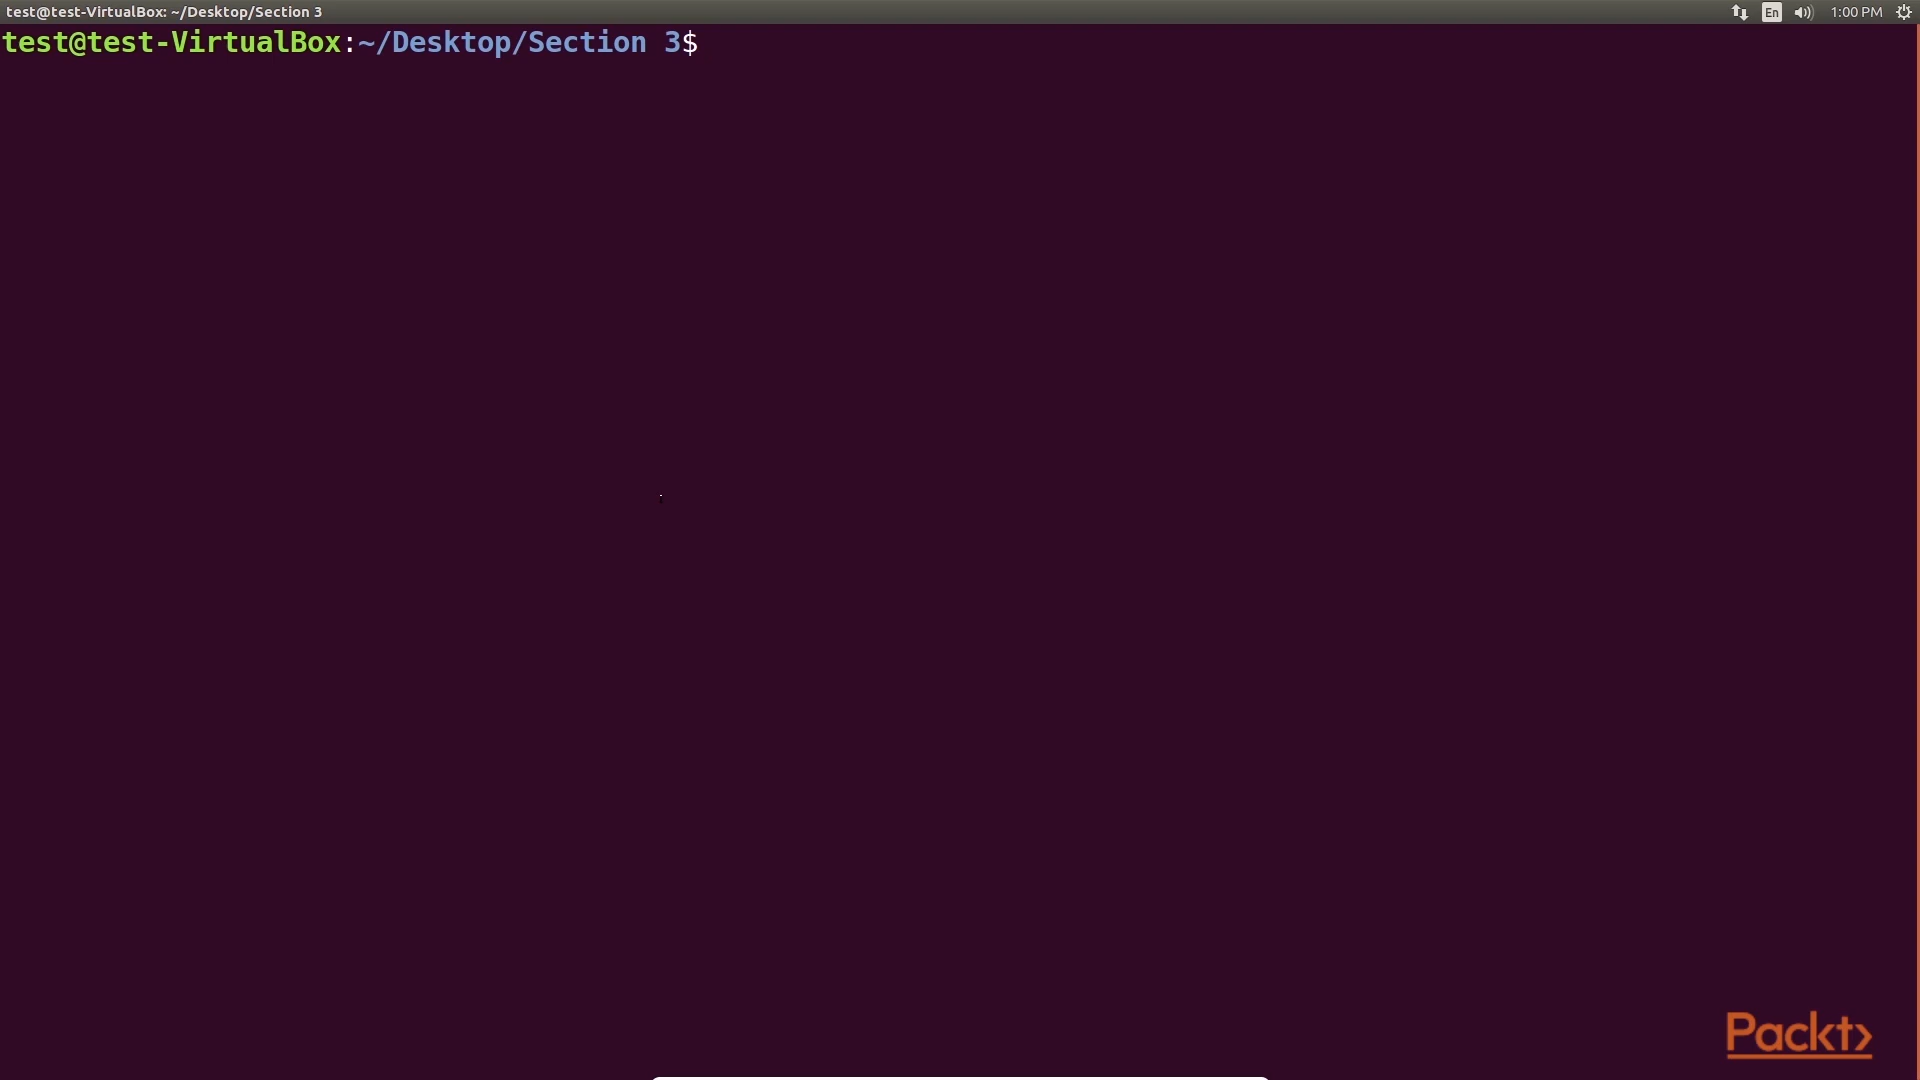 test@test-VirtualBox: ~/Desktop/Section 3
En
1:00 PM
test@test-VirtualBox:~/Desktop/Section 3$
Packt>